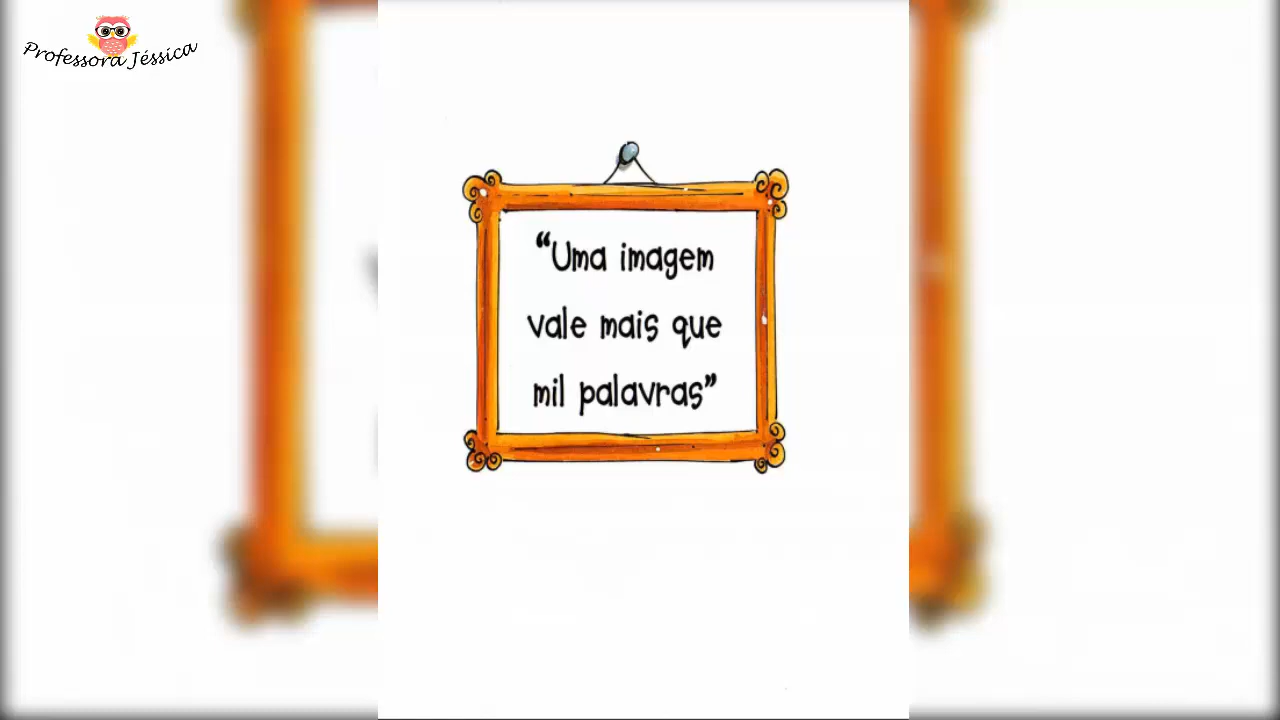 Professora Jéssica
“Uma imagem
vale mais que
mil palavras”